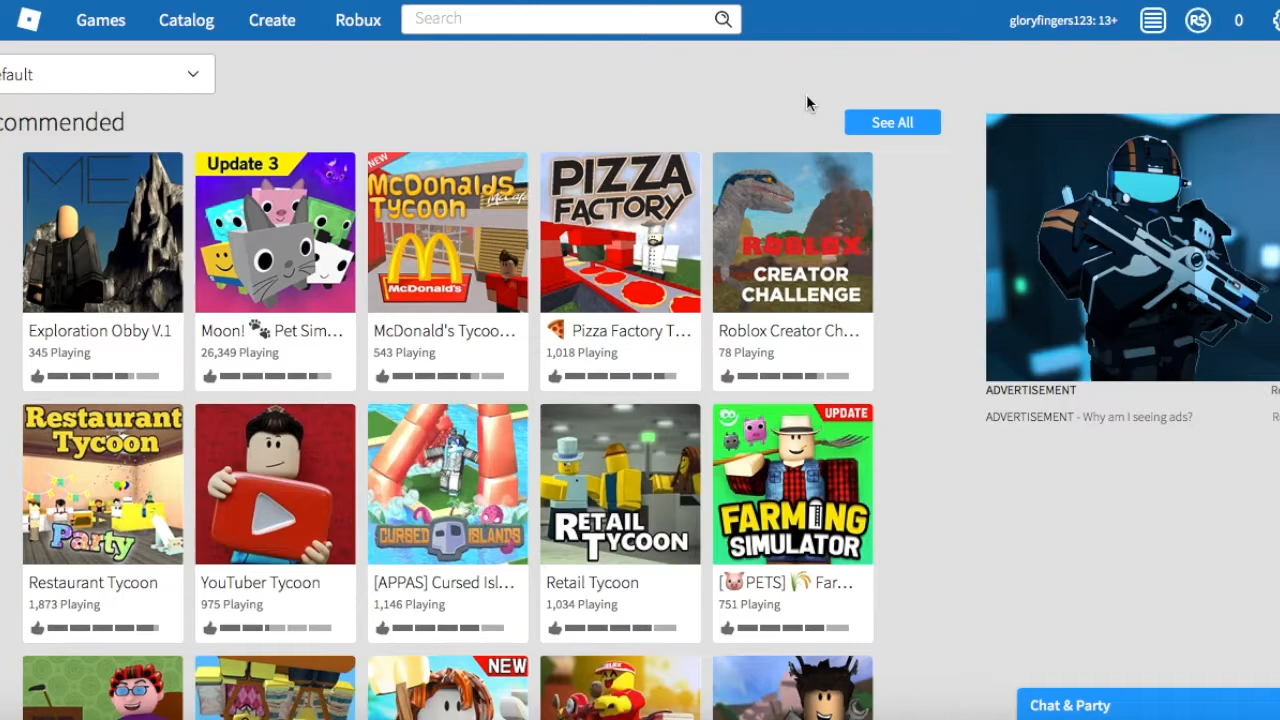 Games Catalog Create Robux Search gloryfingers123: 13+ R$ 0
efault
commended
See All
ME
Update 3
NEW
McDonalds
Tycoon
McCafe
McDonald's
PIZZA
FACTORY
ROBLOX
CREATOR
CHALLENGE
Exploration Obby V.1
345 Playing
Moon! 🐾 Pet Sim...
26,349 Playing
McDonald's Tycoo...
543 Playing
🍕 Pizza Factory T...
1,018 Playing
Roblox Creator Ch...
78 Playing
ADVERTISEMENT
ADVERTISEMENT - Why am I seeing ads?
Restaurant
Tycoon
Party
CURSED ISLANDS
RETAIL
TYCOON
UPDATE
FARMING
SIMULATOR
Restaurant Tycoon
1,873 Playing
YouTuber Tycoon
975 Playing
[APPAS] Cursed Isl...
1,146 Playing
Retail Tycoon
1,034 Playing
[🐷PETS] 🌾 Far...
751 Playing
NEW
Chat & Party